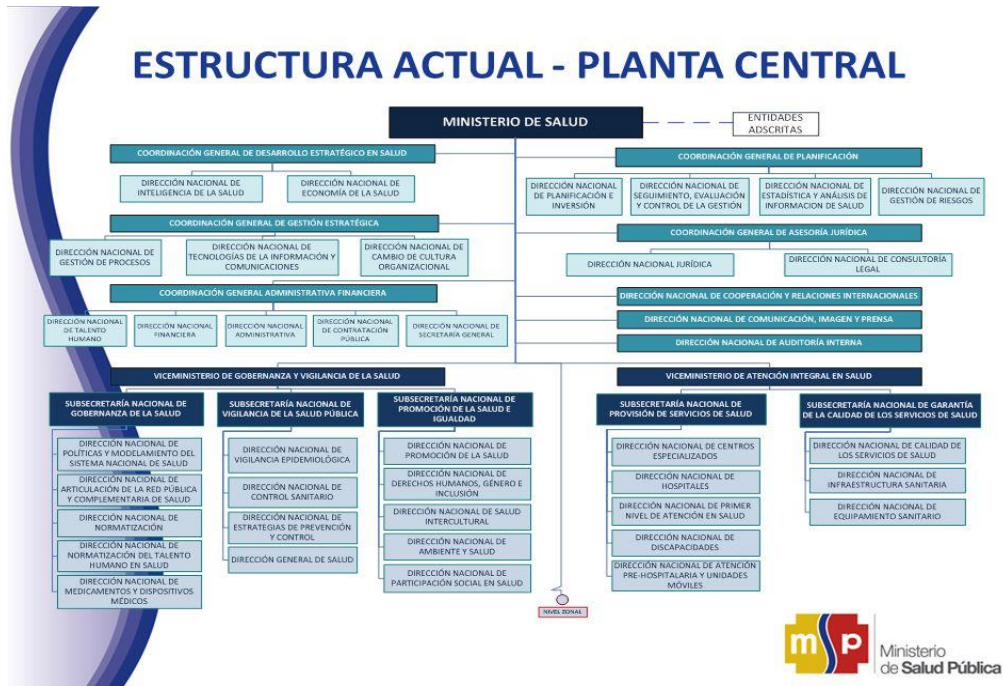 ESTRUCTURA ACTUAL - PLANTA CENTRAL
MINISTERIO DE SALUD
ENTIDADES
ADSCRITAS
COORDINACIÓN GENERAL DE DESARROLLO ESTRATÉGICO EN SALUD
DIRECCIÓN NACIONAL DE
INTELIGENCIA DE LA SALUD
DIRECCIÓN NACIONAL DE
ECONOMÍA DE LA SALUD
COORDINACIÓN GENERAL DE PLANIFICACIÓN
DIRECCIÓN NACIONAL
DE PLANIFICACIÓN E
INVERSIÓN
DIRECCIÓN NACIONAL DE
SEGUIMIENTO, EVALUACIÓN
Y CONTROL DE LA GESTIÓN
DIRECCIÓN NACIONAL DE
ESTADÍSTICA Y ANÁLISIS DE
INFORMACION DE SALUD
DIRECCIÓN NACIONAL DE
GESTIÓN DE RIESGOS
COORDINACIÓN GENERAL DE GESTIÓN ESTRATÉGICA
DIRECCIÓN NACIONAL DE
GESTIÓN DE PROCESOS
DIRECCIÓN NACIONAL DE
TECNOLOGÍAS DE LA INFORMACIÓN Y
COMUNICACIONES
DIRECCIÓN NACIONAL DE
CAMBIO DE CULTURA
ORGANIZACIONAL
COORDINACIÓN GENERAL DE ASESORÍA JURÍDICA
DIRECCIÓN NACIONAL JURÍDICA
DIRECCIÓN NACIONAL DE CONSULTORÍA
LEGAL
COORDINACIÓN GENERAL ADMINISTRATIVA FINANCIERA
DIRECCIÓN NACIONAL
DE TALENTO
HUMANO
DIRECCIÓN NACIONAL
FINANCIERA
DIRECCIÓN NACIONAL
ADMINISTRATIVA
DIRECCIÓN NACIONAL
DE CONTRATACIÓN
PÚBLICA
DIRECCIÓN NACIONAL DE
SECRETARÍA GENERAL
DIRECCIÓN NACIONAL DE COOPERACIÓN Y RELACIONES INTERNACIONALES
DIRECCIÓN NACIONAL DE COMUNICACIÓN, IMAGEN Y PRENSA
DIRECCIÓN NACIONAL DE AUDITORÍA INTERNA
VICEMINISTERIO DE GOBERNANZA Y VIGILANCIA DE LA SALUD
SUBSECRETARÍA NACIONAL DE
GOBERNANZA DE LA SALUD
DIRECCIÓN NACIONAL DE
POLÍTICAS Y MODELAMIENTO DEL
SISTEMA NACIONAL DE SALUD
DIRECCIÓN NACIONAL DE
ARTICULACIÓN DE LA RED PÚBLICA
Y COMPLEMENTARIA DE SALUD
DIRECCIÓN NACIONAL DE
NORMATIZACIÓN
DIRECCIÓN NACIONAL DE
NORMATIZACIÓN DEL TALENTO
HUMANO EN SALUD
DIRECCIÓN NACIONAL DE
MEDICAMENTOS Y DISPOSITIVOS
MÉDICOS
SUBSECRETARÍA NACIONAL DE
VIGILANCIA DE LA SALUD PÚBLICA
DIRECCIÓN NACIONAL DE
VIGILANCIA EPIDEMIOLÓGICA
DIRECCIÓN NACIONAL DE
CONTROL SANITARIO
DIRECCIÓN NACIONAL DE
ESTRATEGIAS DE PREVENCIÓN
Y CONTROL
DIRECCIÓN GENERAL DE SALUD
SUBSECRETARÍA NACIONAL DE
PROMOCIÓN DE LA SALUD E
IGUALDAD
DIRECCIÓN NACIONAL DE
PROMOCIÓN DE LA SALUD
DIRECCIÓN NACIONAL DE
DERECHOS HUMANOS, GÉNERO E
INCLUSIÓN
DIRECCIÓN NACIONAL DE SALUD
INTERCULTURAL
DIRECCIÓN NACIONAL DE
AMBIENTE Y SALUD
DIRECCIÓN NACIONAL DE
PARTICIPACIÓN SOCIAL EN SALUD
VICEMINISTERIO DE ATENCIÓN INTEGRAL EN SALUD
SUBSECRETARÍA NACIONAL DE
PROVISIÓN DE SERVICIOS DE SALUD
DIRECCIÓN NACIONAL DE CENTROS
ESPECIALIZADOS
DIRECCIÓN NACIONAL DE
HOSPITALES
DIRECCIÓN NACIONAL DE PRIMER
NIVEL DE ATENCIÓN EN SALUD
DIRECCIÓN NACIONAL DE
DISCAPACIDADES
DIRECCIÓN NACIONAL DE ATENCIÓN
PRE-HOSPITALARIA Y UNIDADES
MÓVILES
SUBSECRETARÍA NACIONAL DE GARANTÍA
DE LA CALIDAD DE LOS SERVICIOS DE SALUD
DIRECCIÓN NACIONAL DE CALIDAD DE
LOS SERVICIOS DE SALUD
DIRECCIÓN NACIONAL DE
INFRAESTRUCTURA SANITARIA
DIRECCIÓN NACIONAL DE
EQUIPAMIENTO SANITARIO
NIVEL ZONAL
msp
Ministerio
de Salud Pública